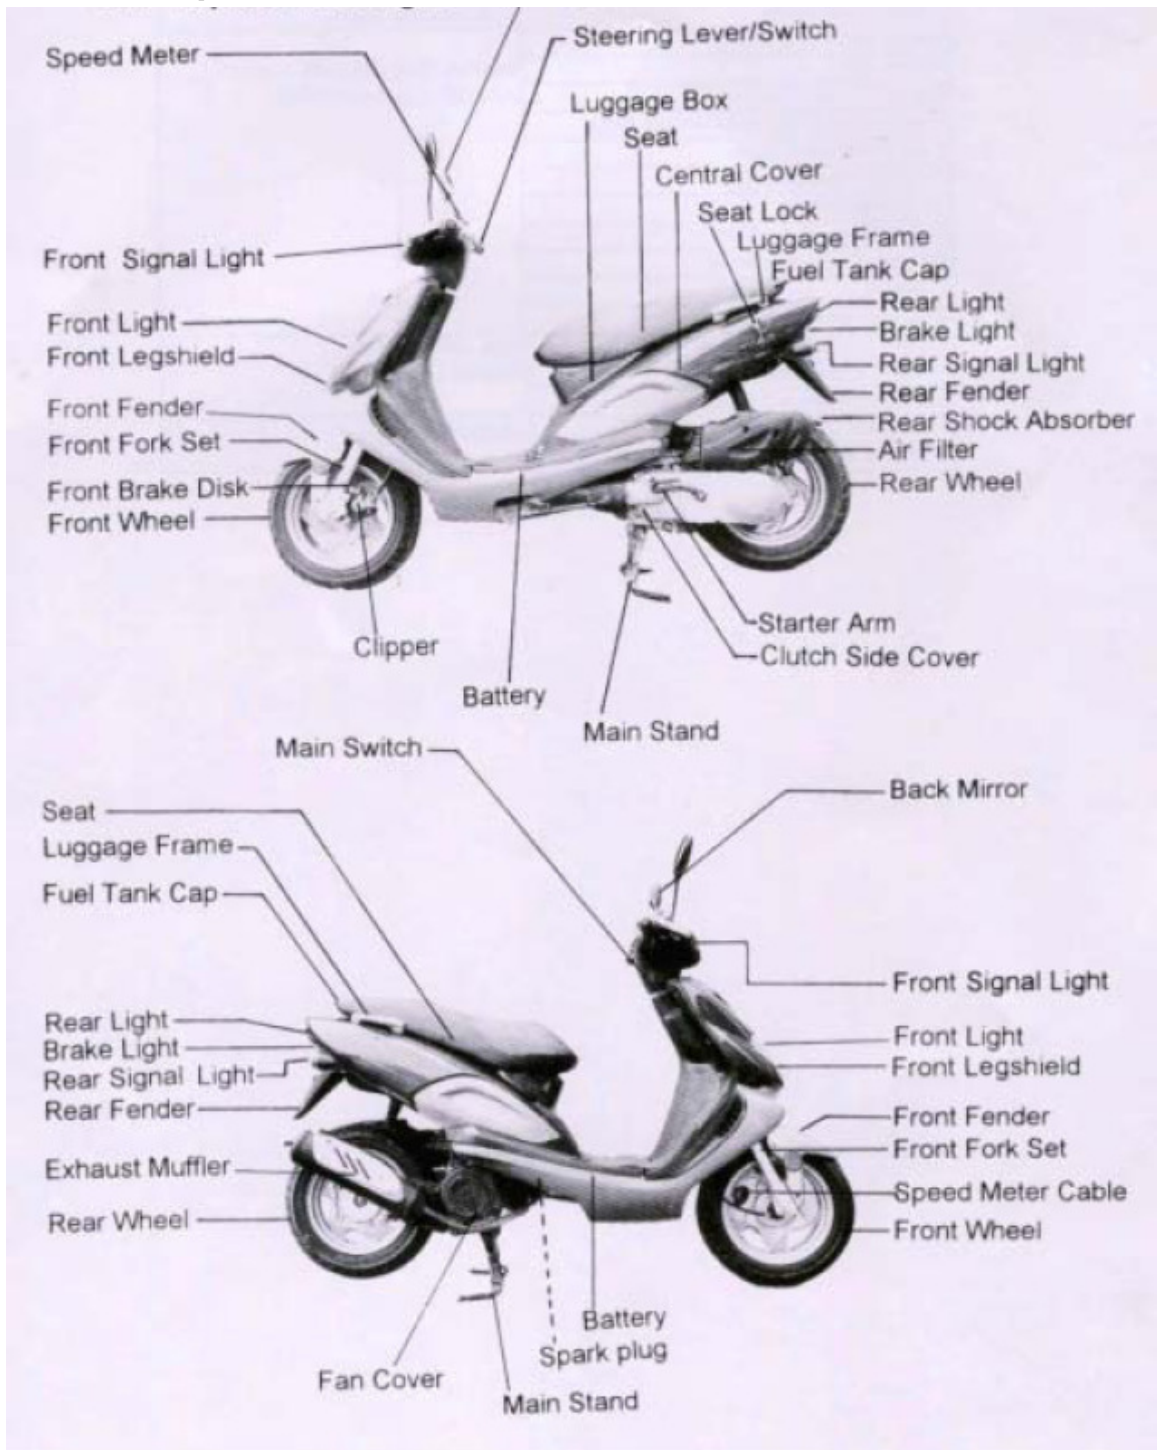 Speed Meter
Steering Lever/Switch
Luggage Box
Seat
Central Cover
Seat Lock
Luggage Frame
Fuel Tank Cap
Front Signal Light
Rear Light
Front Light
Brake Light
Front Legshield
Rear Signal Light
Rear Fender
Front Fender
Rear Shock Absorber
Front Fork Set
Air Filter
Front Brake Disk
Rear Wheel
Front Wheel
Starter Arm
Clipper
Clutch Side Cover
Battery
Main Stand
Main Switch
Back Mirror
Seat
Luggage Frame
Fuel Tank Cap
Front Signal Light
Rear Light
Front Light
Brake Light
Front Legshield
Rear Signal Light
Rear Fender
Front Fender
Front Fork Set
Exhaust Muffler
Speed Meter Cable
Rear Wheel
Front Wheel
Battery
Spark plug
Fan Cover
Main Stand